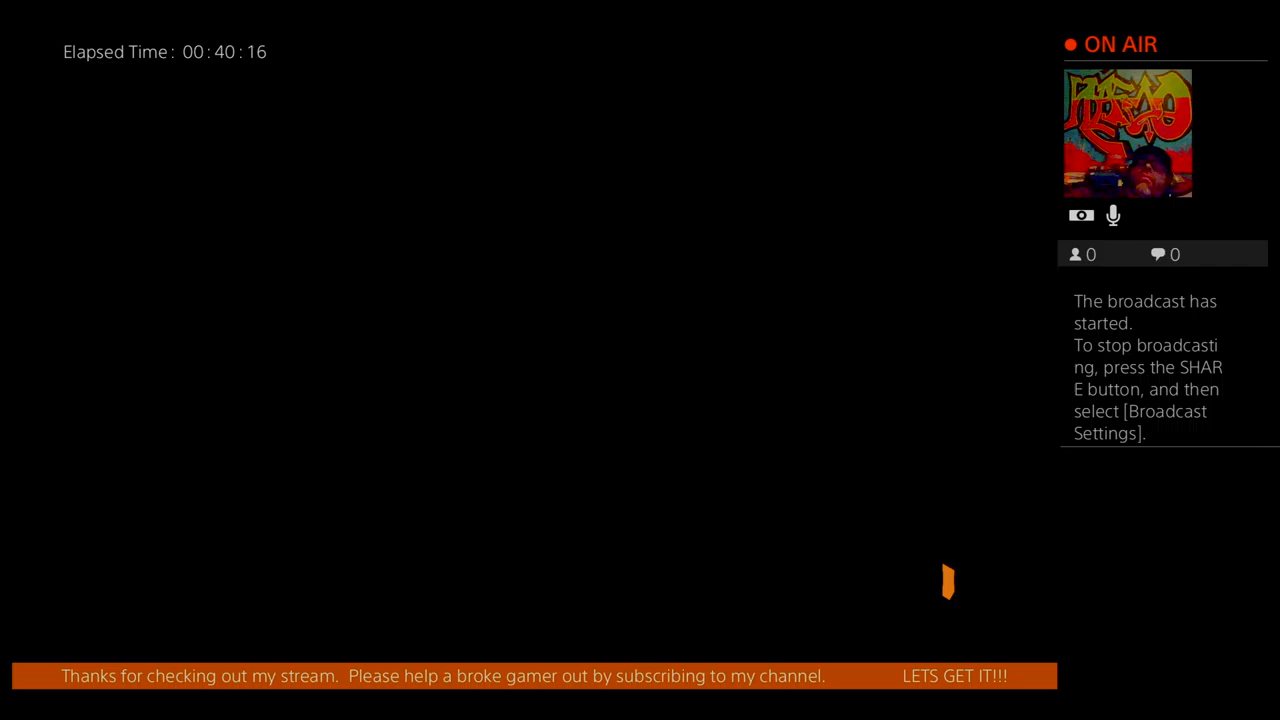 Elapsed Time: 00:40:16
ON AIR
0 0
The broadcast has
started.
To stop broadcasti
ng, press the SHAR
E button, and then
select [Broadcast
Settings].
Thanks for checking out my stream. Please help a broke gamer out by subscribing to my channel. LETS GET IT!!!